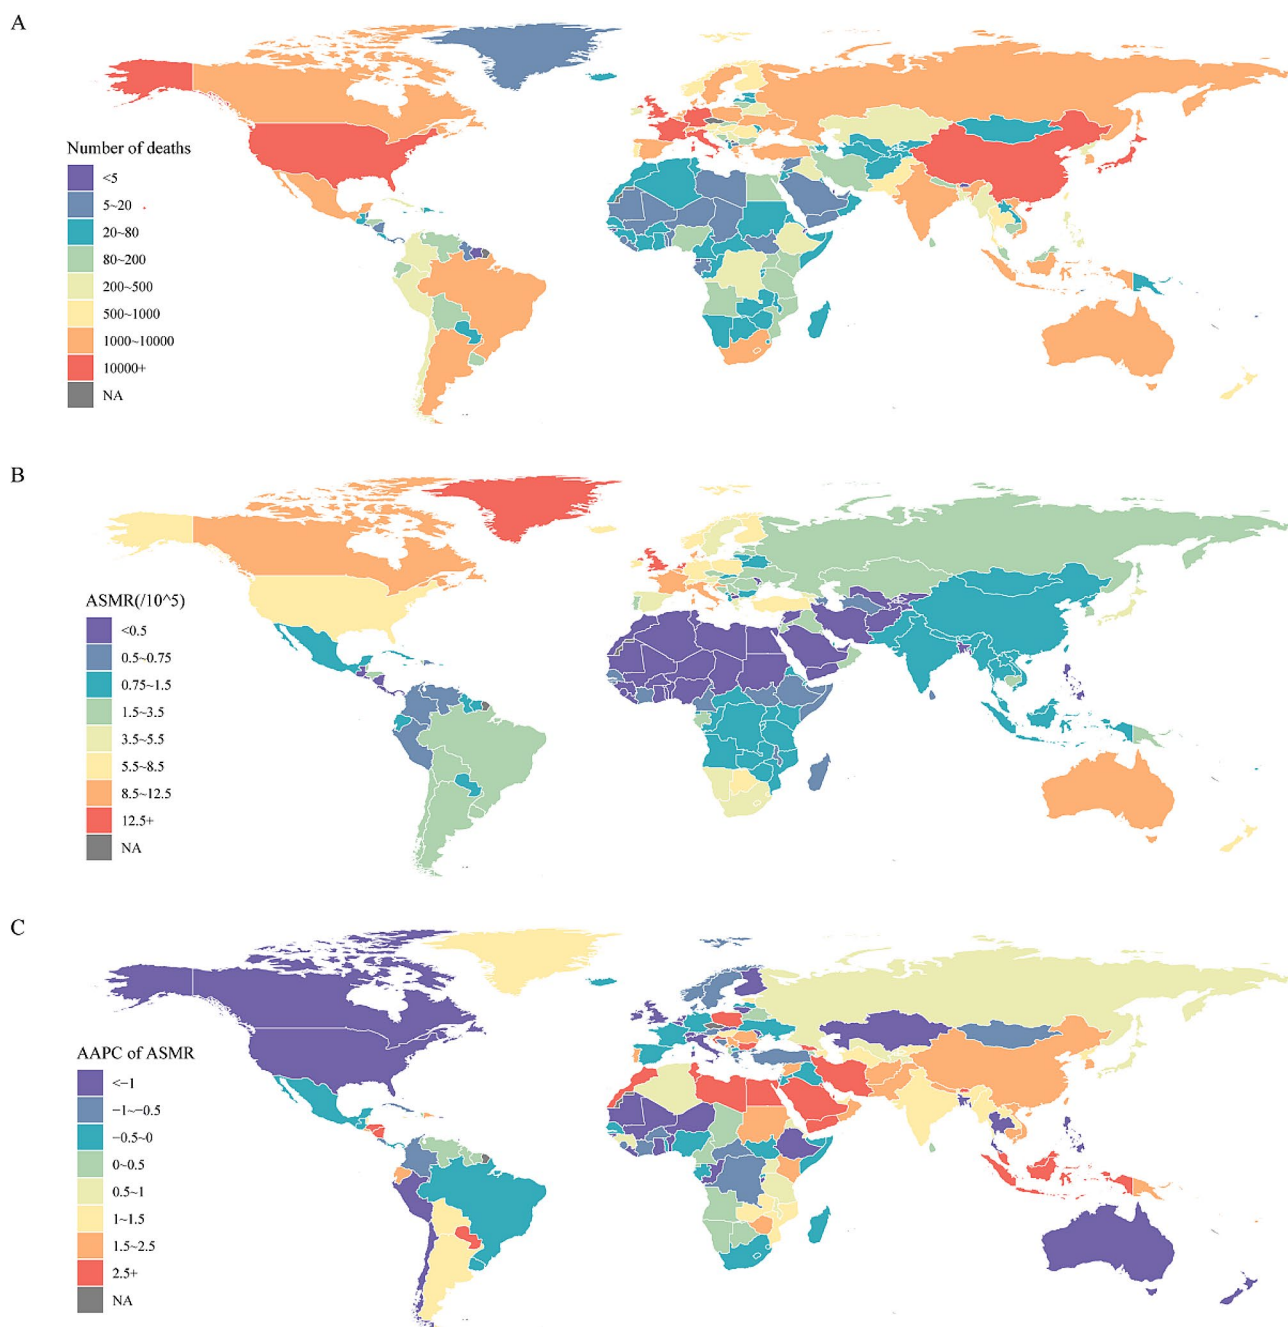 A
Number of deaths
<5
5~20
20~80
80~200
200~500
500~1000
1000~10000
10000+
NA
B
ASMR(/10^5)
<0.5
0.5~0.75
0.75~1.5
1.5~3.5
3.5~5.5
5.5~8.5
8.5~12.5
12.5+
NA
C
AAPC of ASMR
<−1
−1~−0.5
−0.5~0
0~0.5
0.5~1
1~1.5
1.5~2.5
2.5+
NA